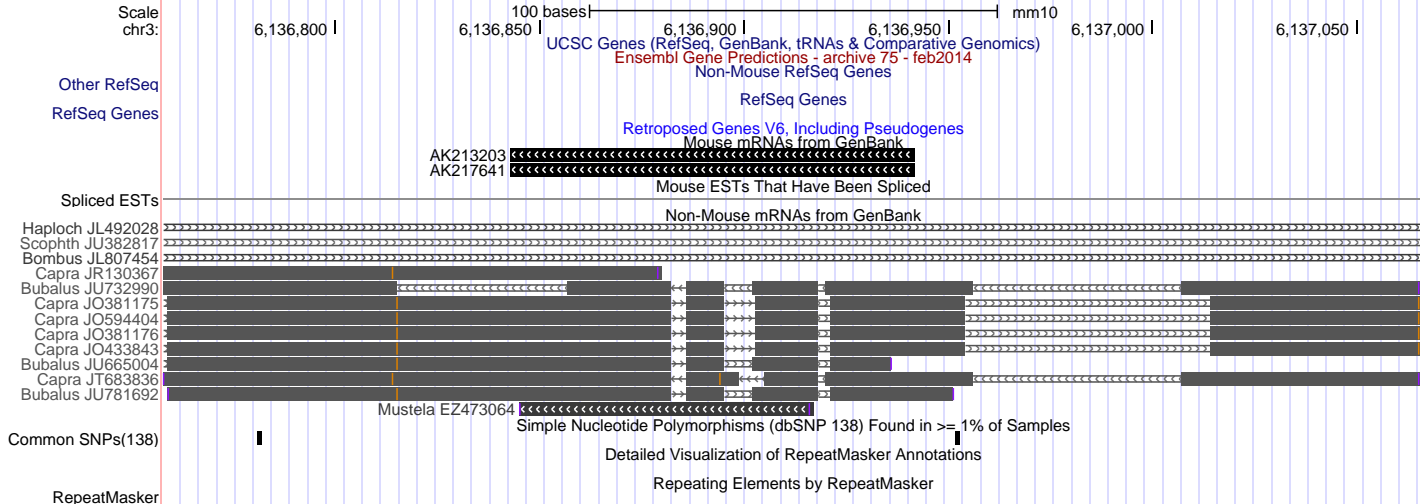 Scale 100 bases mm10
chr3: 6,136,800 6,136,850 6,136,900 6,136,950 6,137,000 6,137,050
UCSC Genes (RefSeq, GenBank, tRNAs & Comparative Genomics)
Ensembl Gene Predictions - archive 75 - feb2014
Non-Mouse RefSeq Genes
Other RefSeq
RefSeq Genes
RefSeq Genes
Retroposed Genes V6, Including Pseudogenes
Mouse mRNAs from GenBank
AK213203
AK217641
Mouse ESTs That Have Been Spliced
Spliced ESTs
Non-Mouse mRNAs from GenBank
Haploch JL492028
Scophth JU382817
Bombus JL807454
Capra JR130367
Bubalus JU732990
Capra JO381175
Capra JO594404
Capra JO381176
Capra JO433843
Bubalus JU665004
Capra JT683836
Bubalus JU781692
Mustela EZ473064
Simple Nucleotide Polymorphisms (dbSNP 138) Found in >= 1% of Samples
Common SNPs(138)
Detailed Visualization of RepeatMasker Annotations
Repeating Elements by RepeatMasker
RepeatMasker